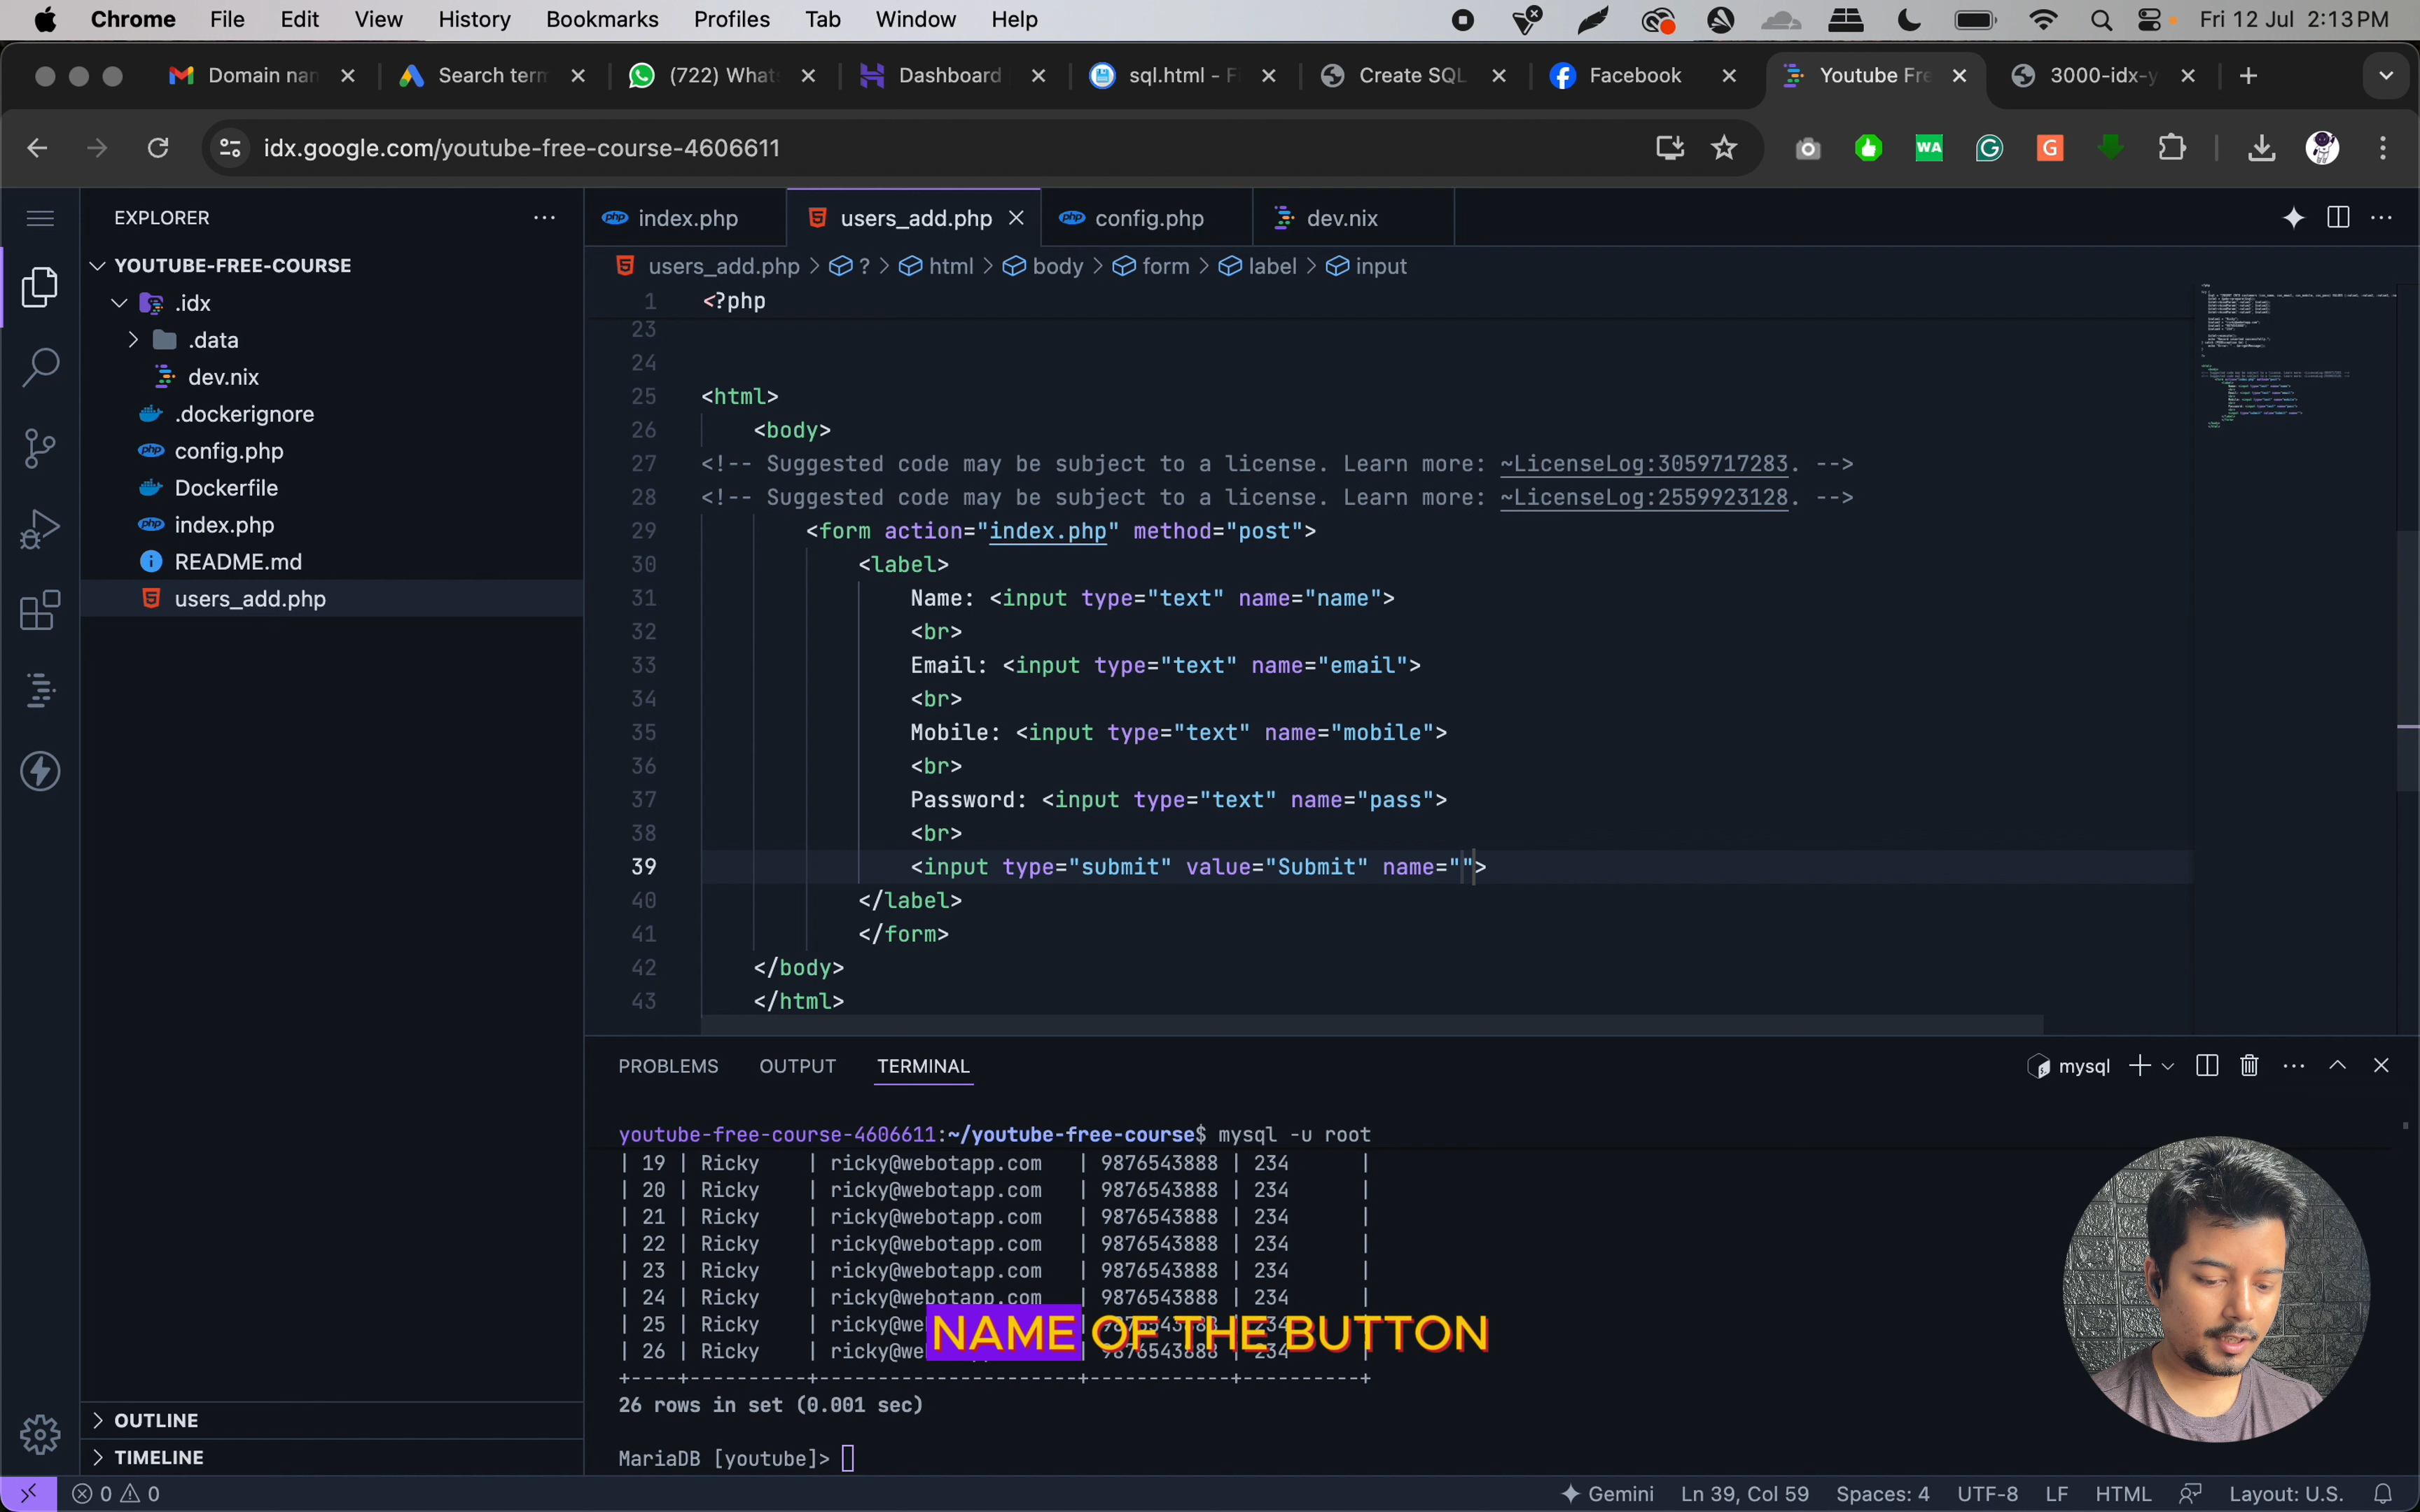 Chrome File Edit View History Bookmarks Profiles Tab Window Help Fri 12 Jul 2:13 PM
Domain nan Search term (722) What Dashboard sql.html - F Create SQL Facebook Youtube Fre 3000-idx-y
idx.google.com/youtube-free-course-4606611
WA G
EXPLORER
index.php users_add.php config.php dev.nix
YOUTUBE-FREE-COURSE
.idx
.data
dev.nix
.dockerignore
config.php
Dockerfile
index.php
README.md
users_add.php
OUTLINE
TIMELINE
users_add.php > ? > html > body > form > label > input
1 <?php
23
24
25 <html>
26 <body>
27 <!-- Suggested code may be subject to a license. Learn more: ~LicenseLog:3059717283. -->
28 <!-- Suggested code may be subject to a license. Learn more: ~LicenseLog:2559923128. -->
29 <form action="index.php" method="post">
30 <label>
31 Name: <input type="text" name="name">
32 <br>
33 Email: <input type="text" name="email">
34 <br>
35 Mobile: <input type="text" name="mobile">
36 <br>
37 Password: <input type="text" name="pass">
38 <br>
39 <input type="submit" value="Submit" name="">
40 </label>
41 </form>
42 </body>
43 </html>
PROBLEMS OUTPUT TERMINAL mysql
youtube-free-course-4606611:~/youtube-free-course$ mysql -u root
| 19 | Ricky | ricky@webotapp.com | 9876543888 | 234 |
| 20 | Ricky | ricky@webotapp.com | 9876543888 | 234 |
| 21 | Ricky | ricky@webotapp.com | 9876543888 | 234 |
| 22 | Ricky | ricky@webotapp.com | 9876543888 | 234 |
| 23 | Ricky | ricky@webotapp.com | 9876543888 | 234 |
| 24 | Ricky | ricky@webotapp.com | 9876543888 | 234 |
| 25 | Ricky | ricky@we
NAME OF THE BUTTON
| 26 | Ricky | ricky@we 9876543888 | 234 |
+----+----------+--------------------+------------+----------+
26 rows in set (0.001 sec)
MariaDB [youtube]>
0 0 Gemini Ln 39, Col 59 Spaces: 4 UTF-8 LF HTML Layout: U.S.